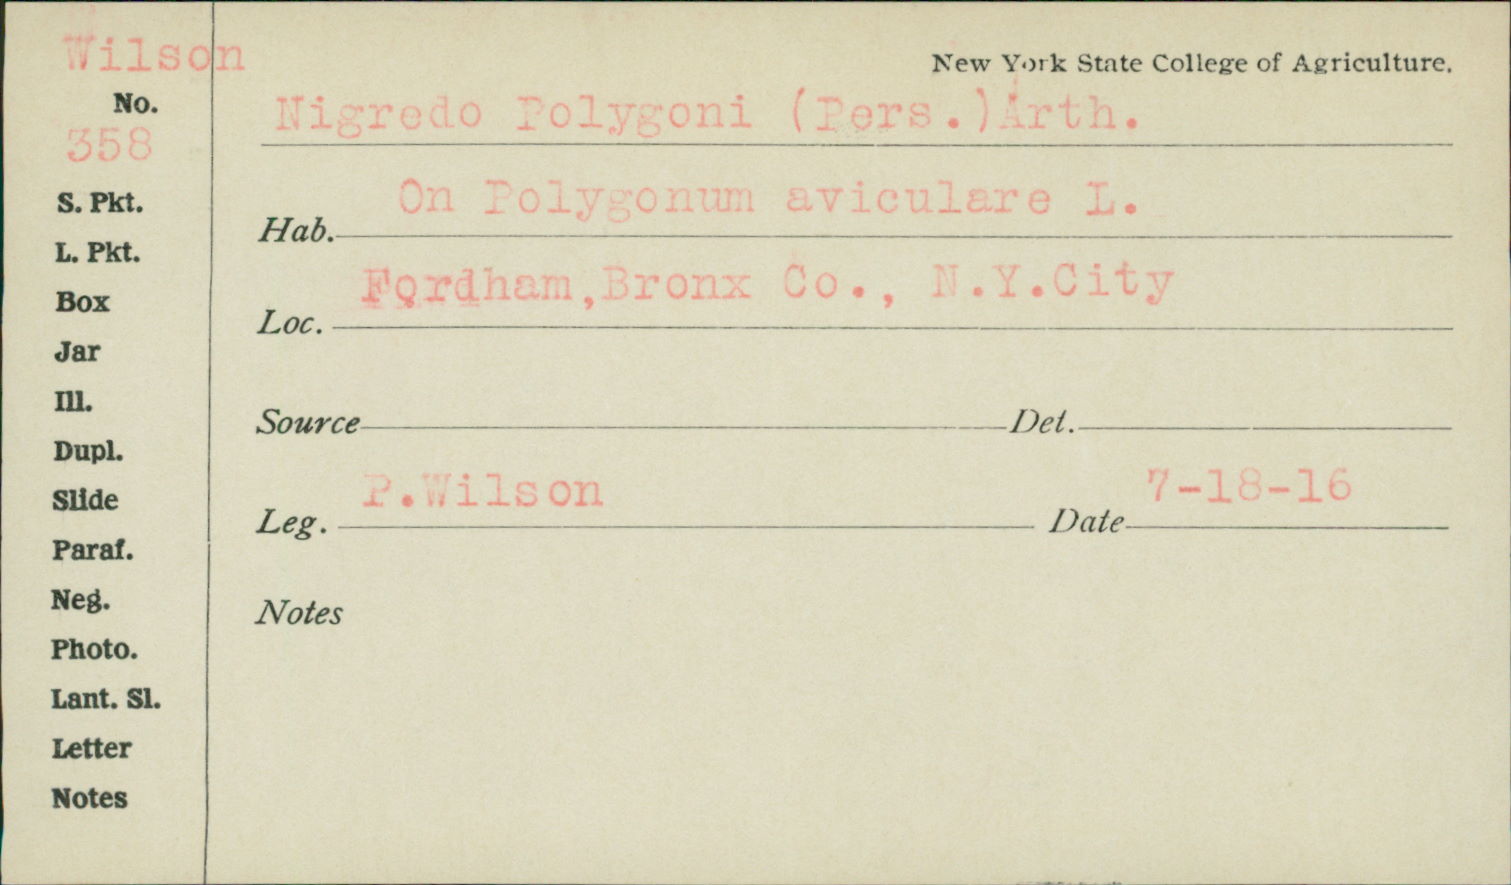 Wilson
New York State College of Agriculture.
No.
358
Nigredo Polygoni (Pers.)Arth.
S. Pkt.
Hab. On Polygonum aviculare L.
L. Pkt.
Box
Loc. Fordham,Bronx Co., N.Y.City
Jar
Ill.
Source Det.
Dupl.
Slide
Leg. P.Wilson Date 7-18-16
Paraf.
Neg.
Notes
Photo.
Lant. Sl.
Letter
Notes